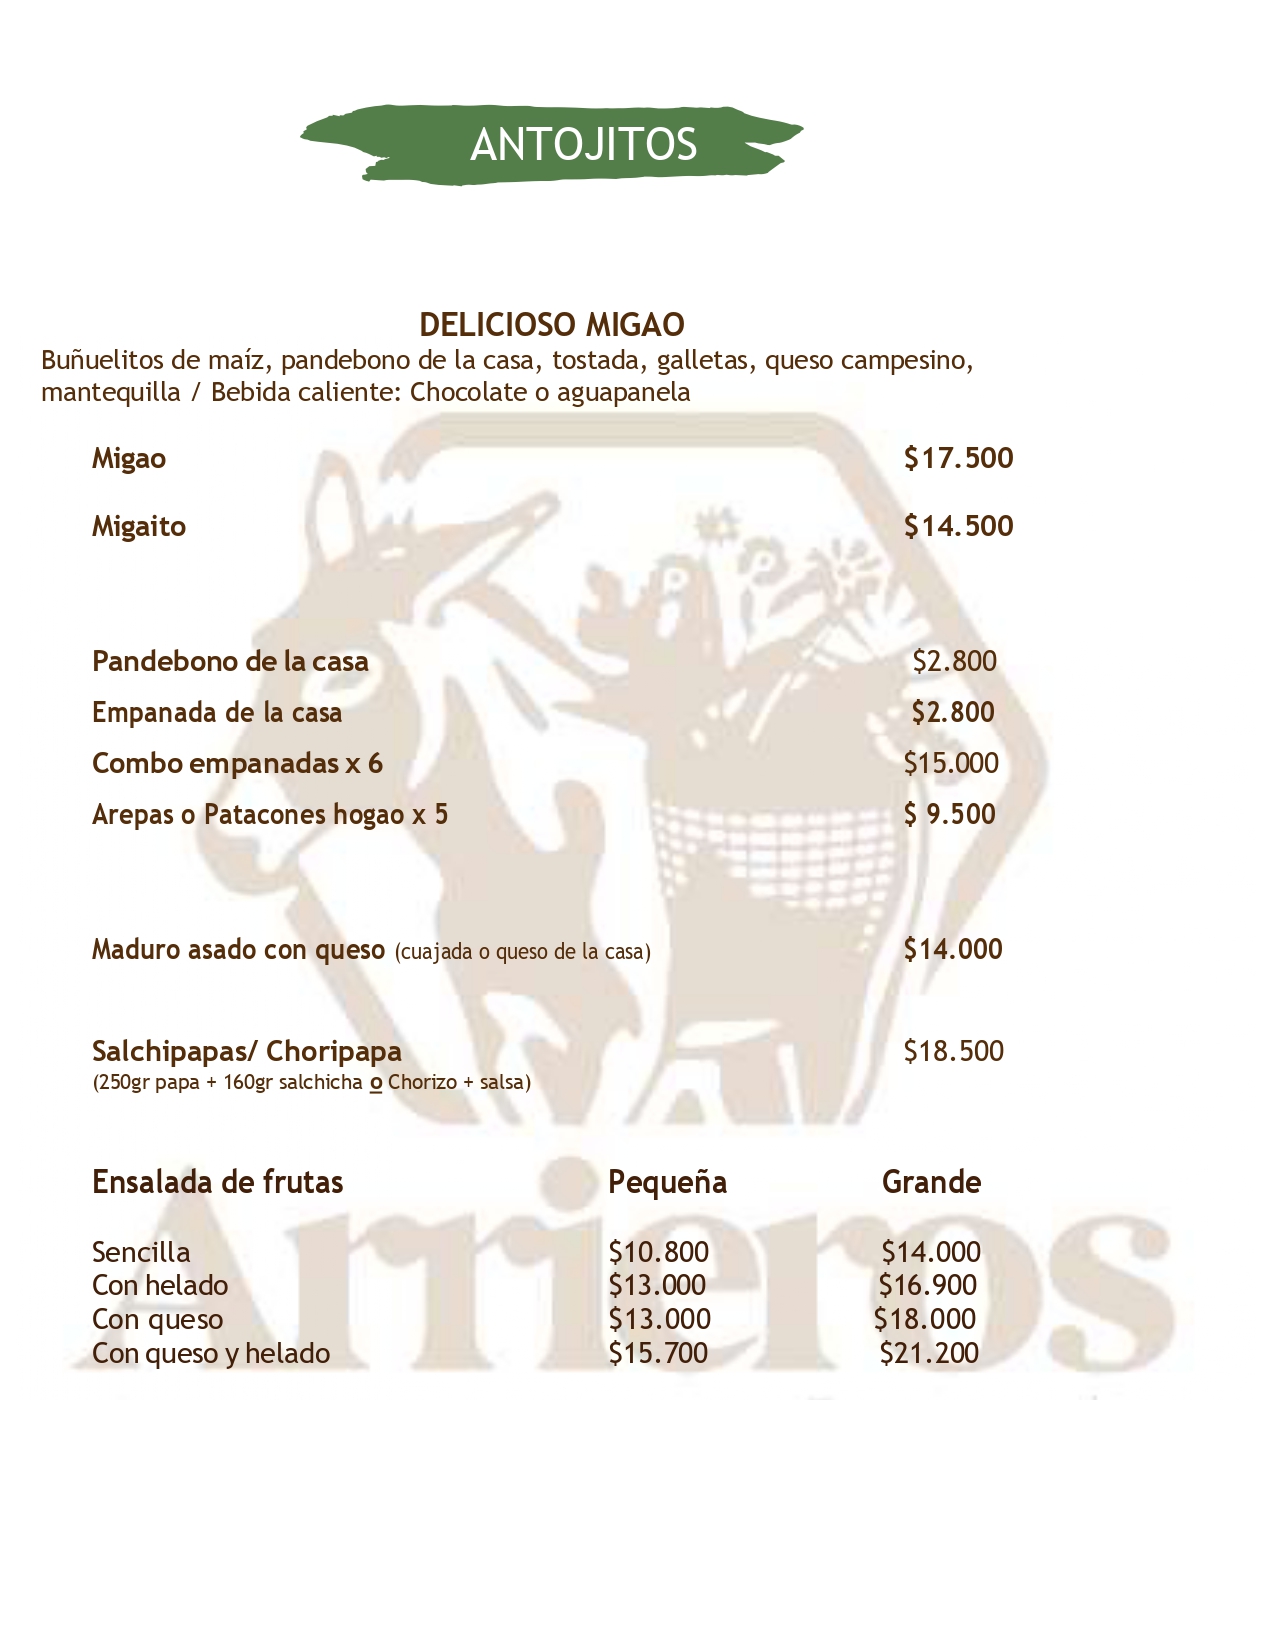 ANTOJITOS
DELICIOSO MIGAO
Buñuelitos de maíz, pandebono de la casa, tostada, galletas, queso campesino,
mantequilla / Bebida caliente: Chocolate o aguapanela
Migao $17.500
Migaito $14.500
Pandebono de la casa $2.800
Empanada de la casa $2.800
Combo empanadas x 6 $15.000
Arepas o Patacones hogao x 5 $ 9.500
Maduro asado con queso (cuajada o queso de la casa) $14.000
Salchipapas/ Choripapa $18.500
(250gr papa + 160gr salchicha o Chorizo + salsa)
Ensalada de frutas Pequeña Grande
Sencilla $10.800 $14.000
Con helado $13.000 $16.900
Con queso $13.000 $18.000
Con queso y helado $15.700 $21.200
Arrieros